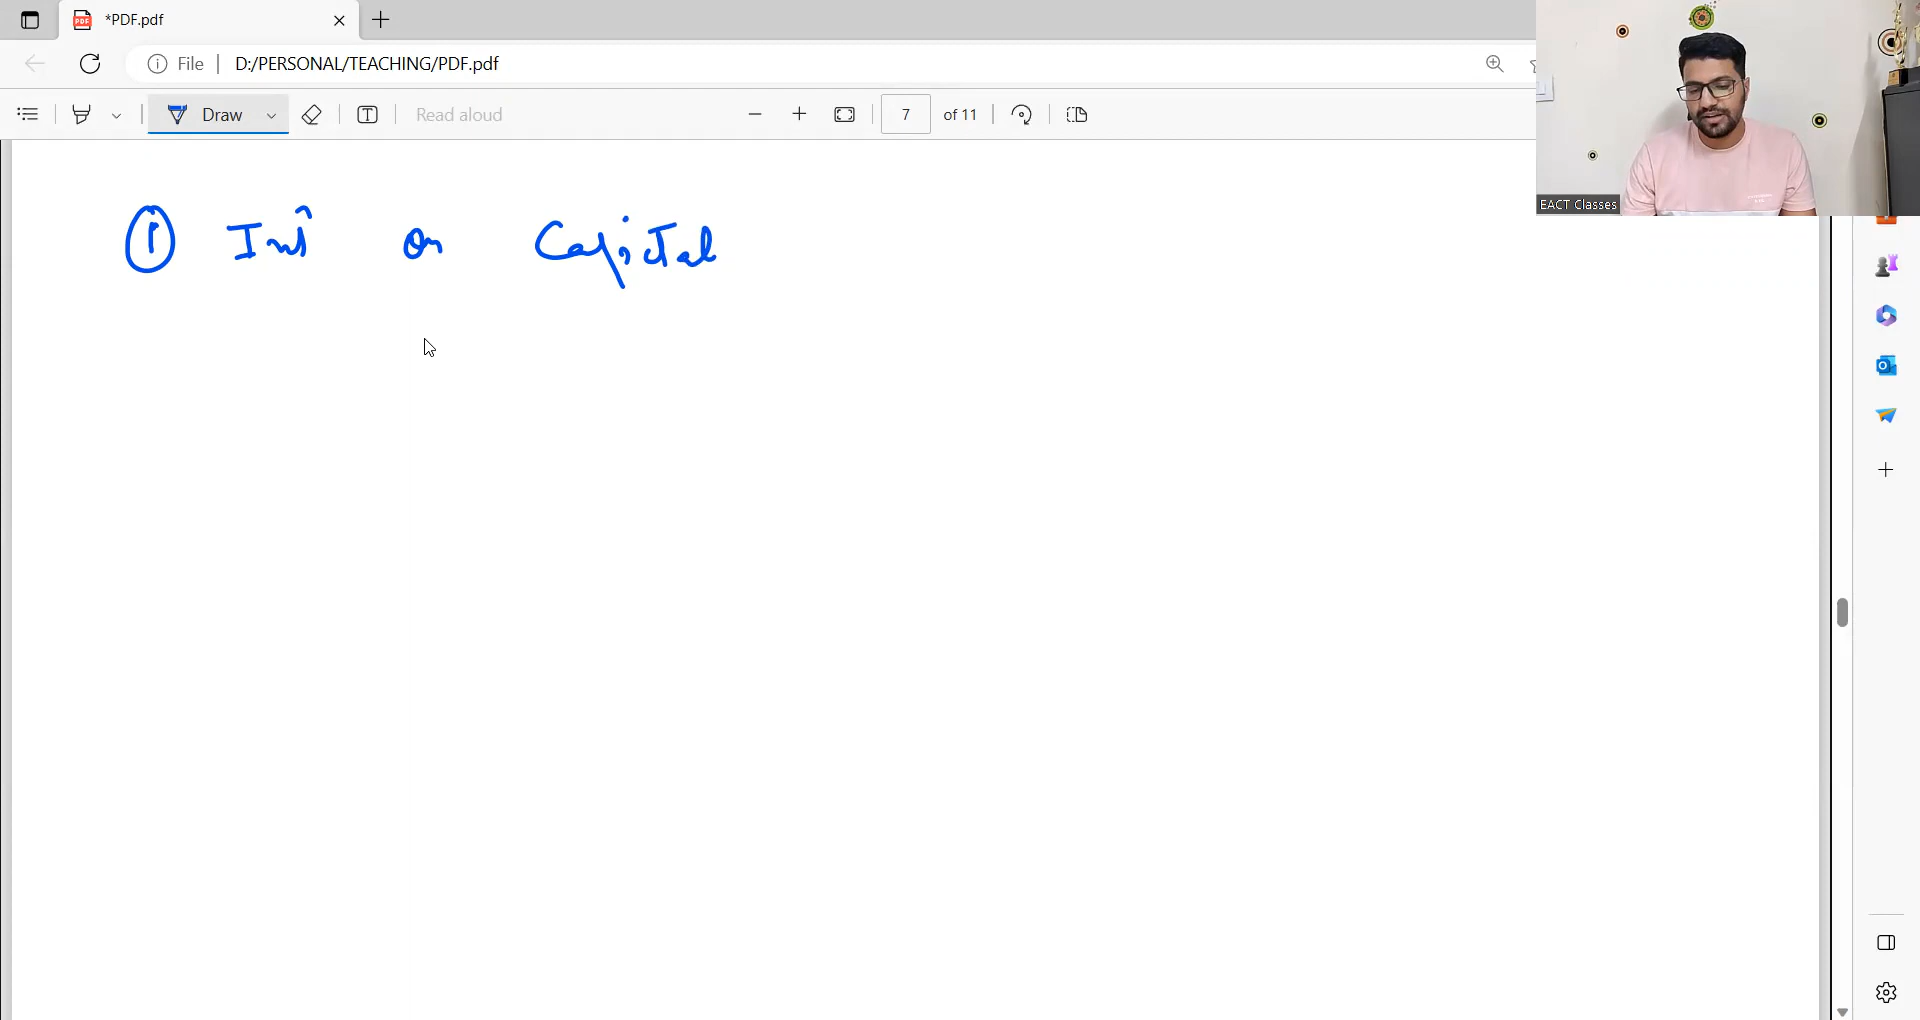 *PDF.pdf
File | D:/PERSONAL/TEACHING/PDF.pdf
Draw
Read aloud
7 of 11
EACT Classes
① Int on Capital